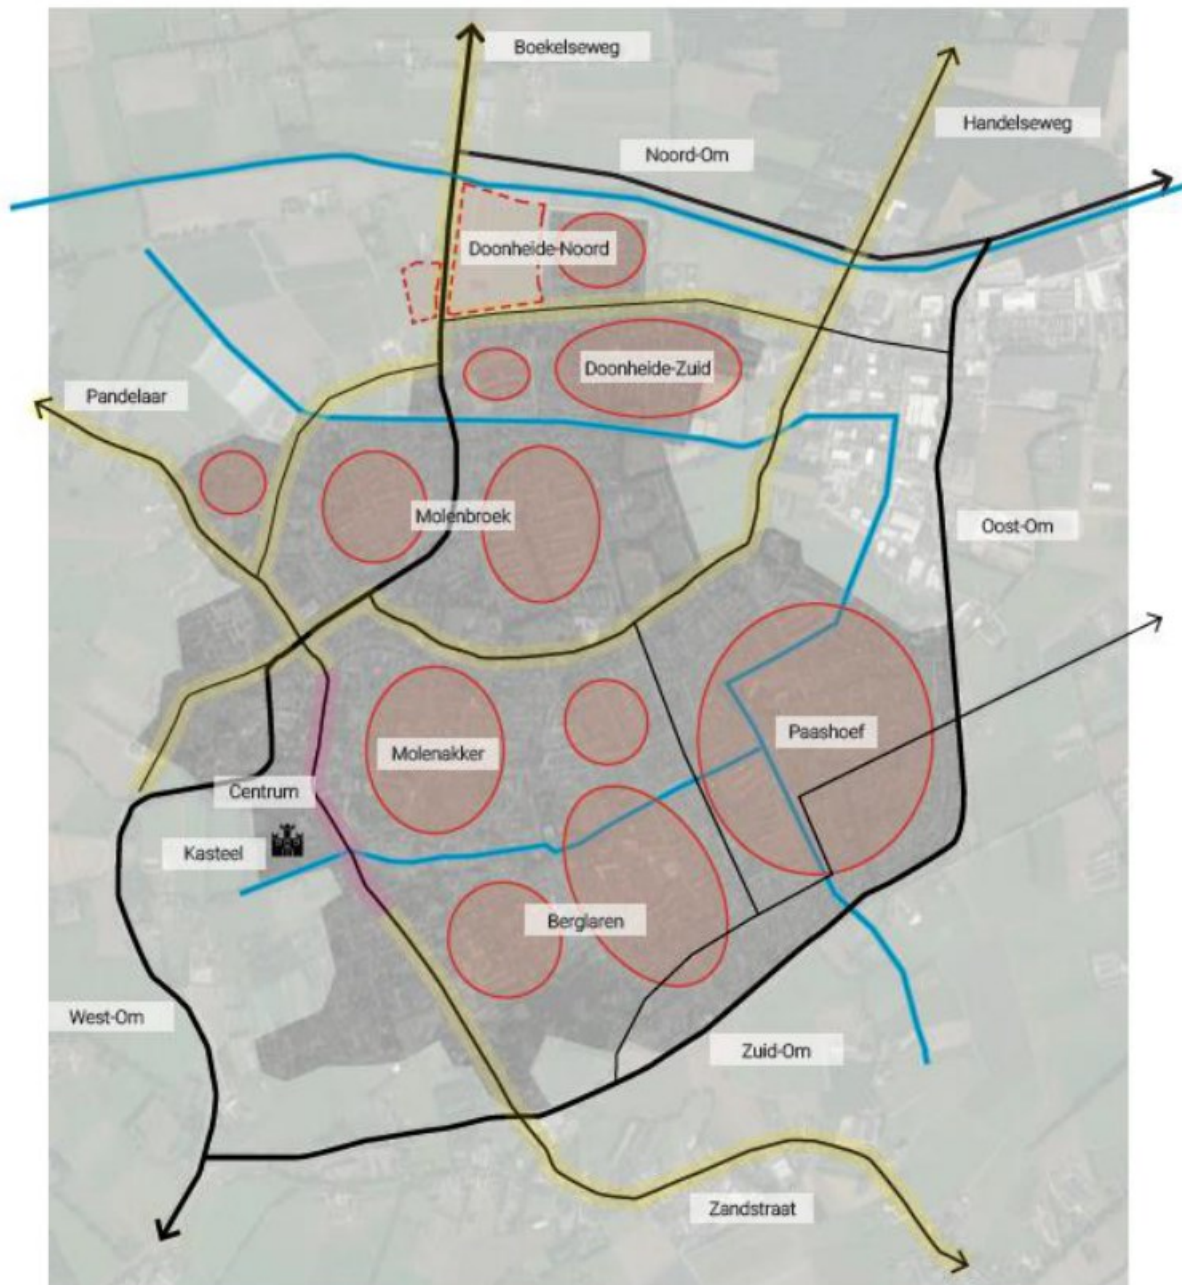 Boekelseweg
Handelseweg
Noord-Om
Doonheide-Noord
Doonheide-Zuid
Pandelaar
Molenbroek
Oost-Om
Paashoef
Molenakker
Centrum
Kasteel
Berglaren
West-Om
Zuid-Om
Zandstraat